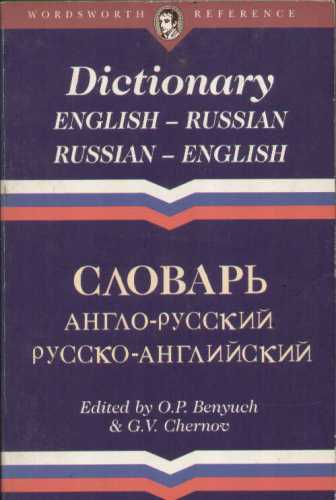 WORDSWORTH REFERENCE
Dictionary
ENGLISH – RUSSIAN
RUSSIAN – ENGLISH
СЛОВАРЬ
АНГЛО-РУССКИЙ
РУССКО-АНГЛИЙСКИЙ
Edited by O.P. Benyuch
& G.V. Chernov